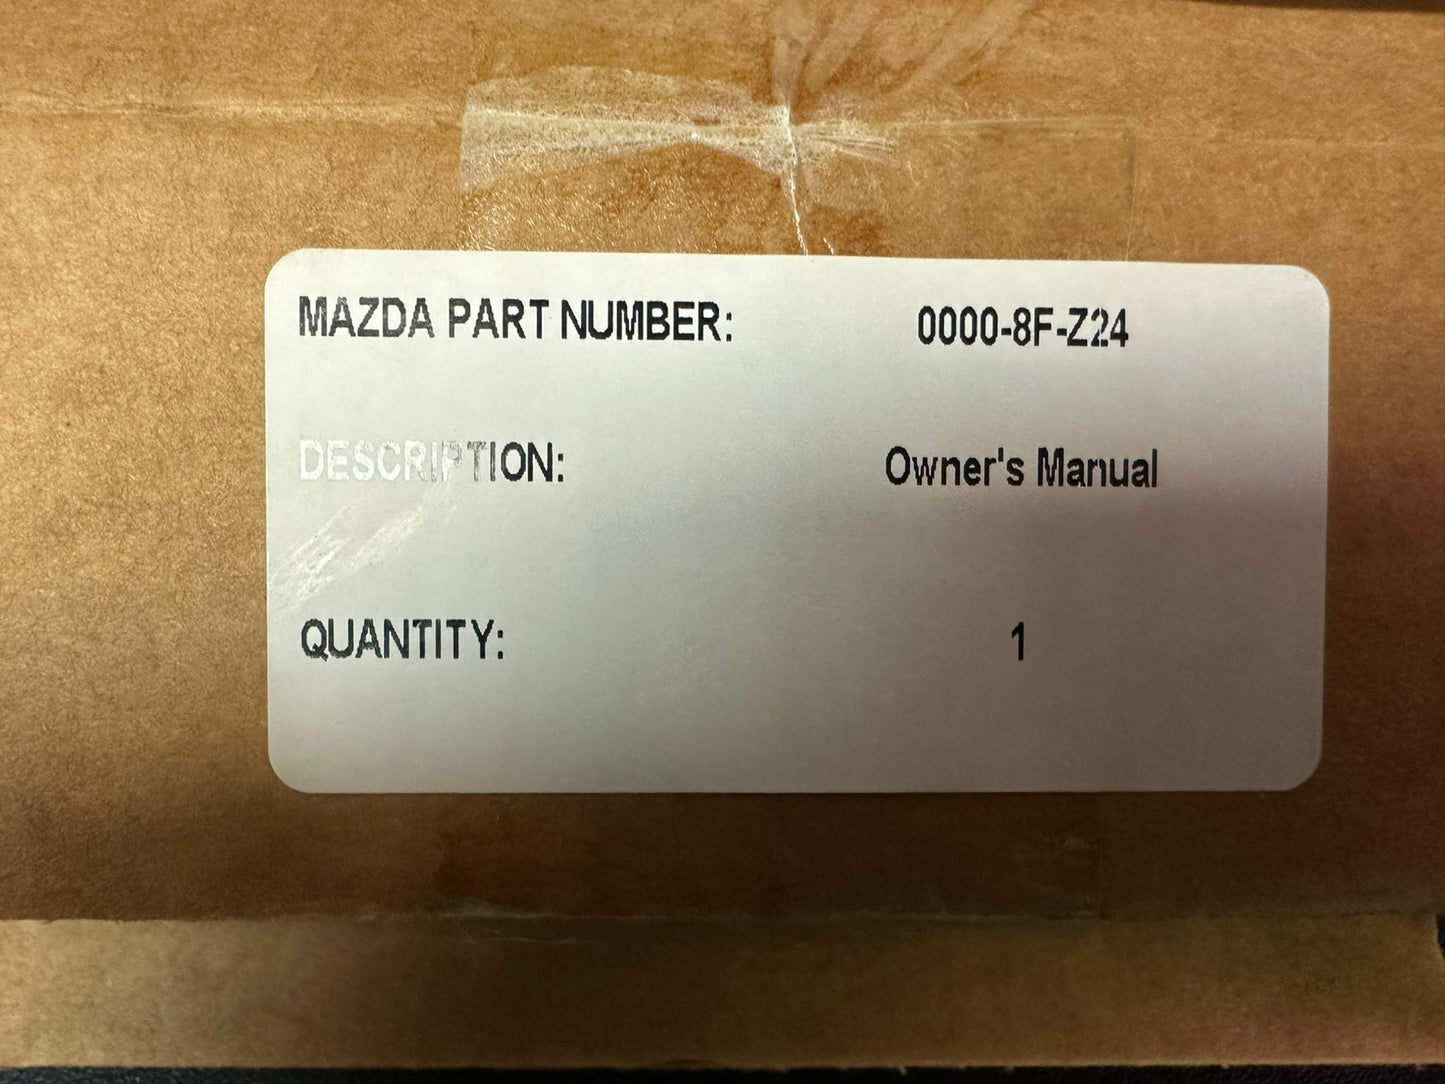 MAZDA PART NUMBER: 0000-8F-Z24
DESCRIPTION: Owner's Manual
QUANTITY: 1